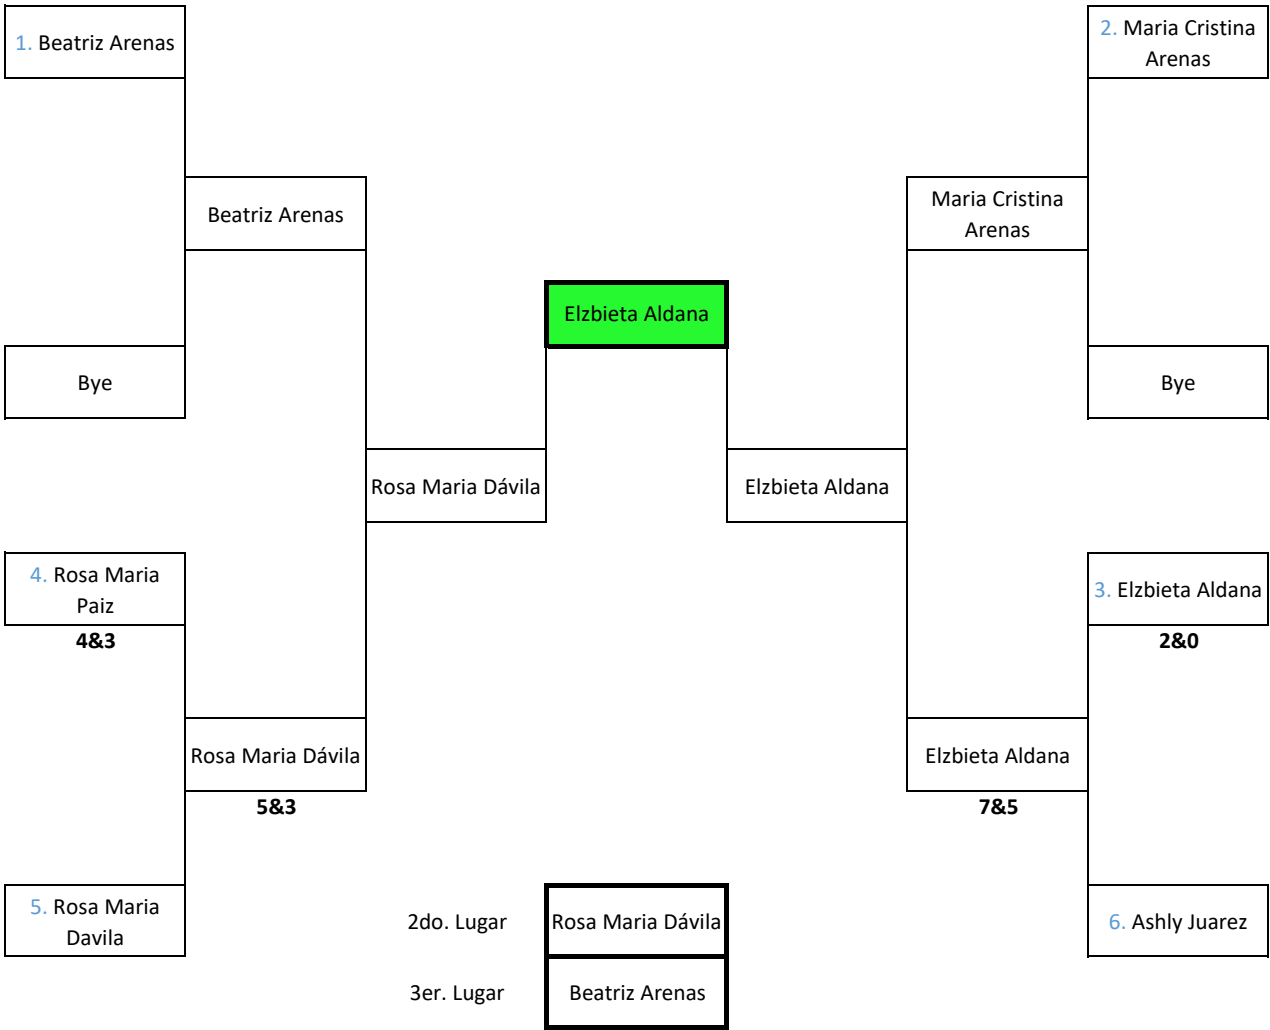 1. Beatriz Arenas
2. Maria Cristina
Arenas
Beatriz Arenas
Maria Cristina
Arenas
Elzbieta Aldana
Bye
Bye
Rosa Maria Dávila
Elzbieta Aldana
4. Rosa Maria
Paiz
4&3
3. Elzbieta Aldana
2&0
Rosa Maria Dávila
5&3
Elzbieta Aldana
7&5
5. Rosa Maria
Davila
2do. Lugar
Rosa Maria Dávila
6. Ashly Juarez
3er. Lugar
Beatriz Arenas